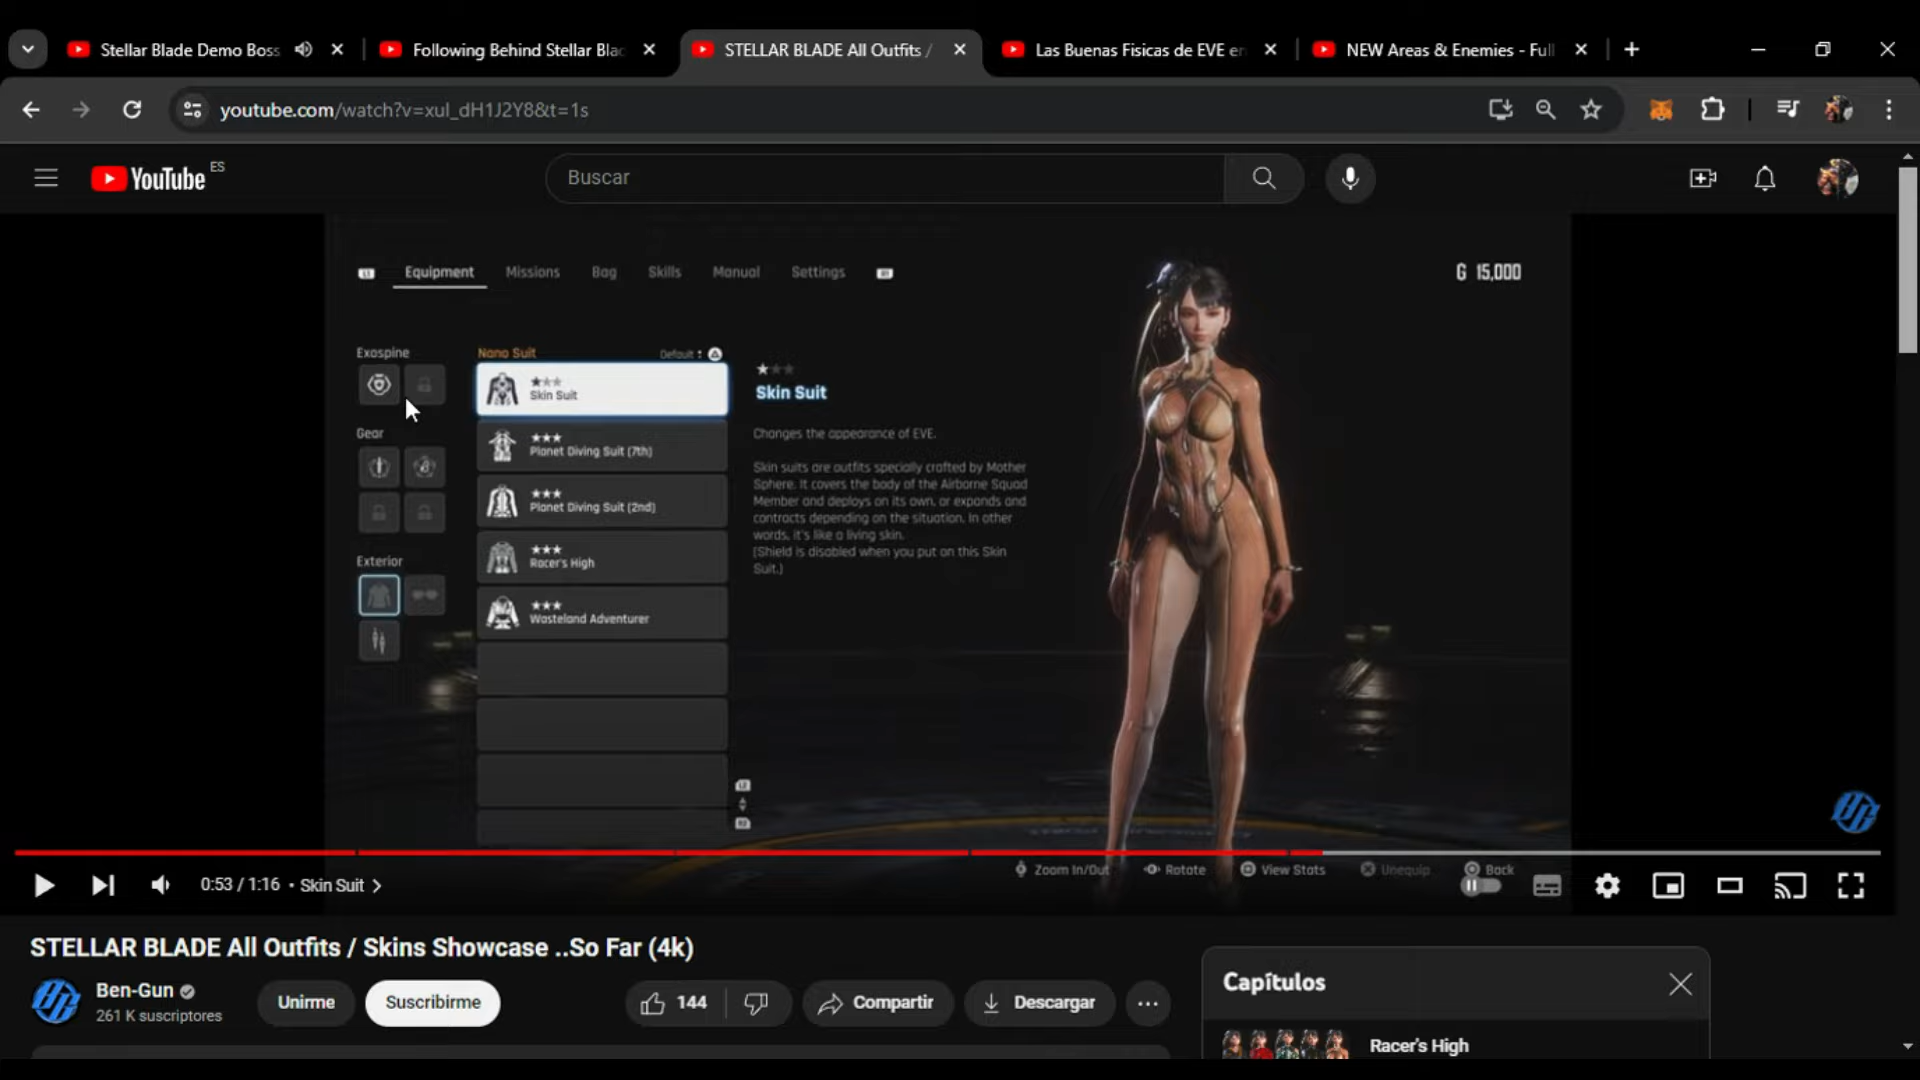 Stellar Blade Demo Boss
Following Behind Stellar Blad
STELLAR BLADE All Outfits /
Las Buenas Fisicas de EVE en
NEW Areas & Enemies - Full
youtube.com/watch?v=xul_dH1J2Y8&t=1s
YouTube ES
Buscar
L1 Equipment Missions Bag Skills Manual Settings R1
G 15,000
Exospine
Gear
Exterior
Nano Suit
Default :
Skin Suit
Planet Diving Suit (7th)
Planet Diving Suit (2nd)
Racer's High
Wasteland Adventurer
Skin Suit
Changes the appearance of EVE.
Skin suits are outfits specially crafted by Mother
Sphere. It covers the body of the Airborne Squad
Member and deploys on its own, or expands and
contracts depending on the situation. In other
words, it's like a living skin.
(Shield is disabled when you put on this Skin
Suit.)
Zoom In/Out
Rotate
View Stats
Unequip
Back
0:53 / 1:16 • Skin Suit
STELLAR BLADE All Outfits / Skins Showcase ..So Far (4k)
Ben-Gun
261 K suscriptores
Unirme
Suscribirme
144
Compartir
Descargar
Capítulos
Racer's High